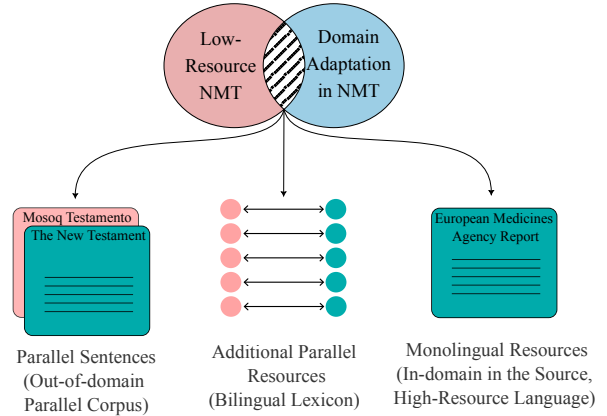 Low-
Resource
NMT
Domain
Adaptation
in NMT
Mosoq Testamento
The New Testament
European Medicines
Agency Report
Parallel Sentences
(Out-of-domain
Parallel Corpus)
Additional Parallel
Resources
(Bilingual Lexicon)
Monolingual Resources
(In-domain in the Source,
High-Resource Language)